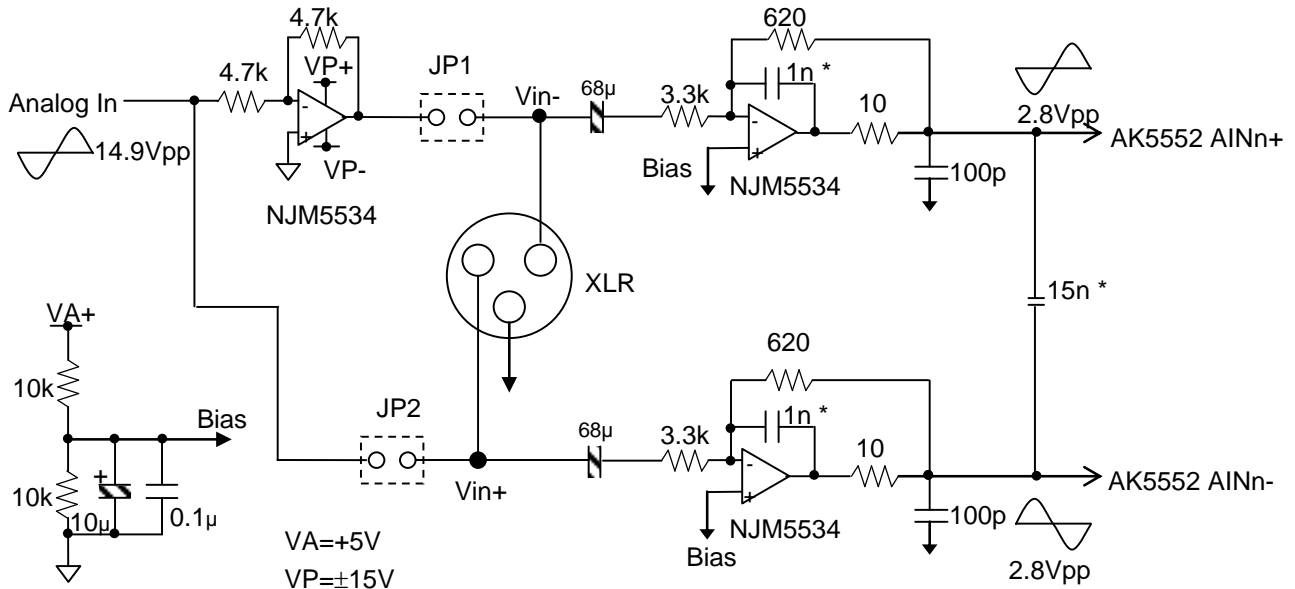 4.7k
VP+
4.7k
JP1
Analog In
14.9Vpp
-
+
VP-
NJM5534
Vin-
68µ
3.3k
620
1n *
10
-
+
Bias
NJM5534
100p
2.8Vpp
AK5552 AINn+
XLR
15n *
VA+
10k
Bias
10k
+
10µ
0.1µ
JP2
Vin+
68µ
3.3k
620
1n *
10
-
+
Bias
NJM5534
100p
AK5552 AINn-
2.8Vpp
VA=+5V
VP=±15V